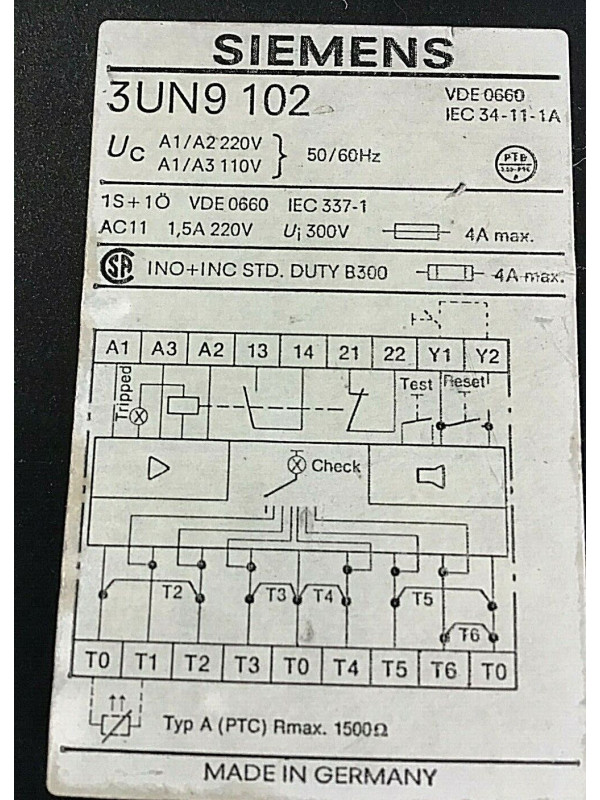 SIEMENS
3UN9 102
VDE 0660
IEC 34-11-1A
Uc A1/A2 220V
A1/A3 110V
50/60Hz
PTB
1S+1Ö VDE 0660 IEC 337-1
AC11 1,5A 220V Ui 300V 4A max.
SA INO+INC STD. DUTY B300 4A max.
A1 A3 A2 13 14 21 22 Y1 Y2
Tripped
Test Reset
Check
T2 T3 T4 T5
T6
T0 T1 T2 T3 T0 T4 T5 T6 T0
Typ A (PTC) Rmax. 1500Ω
MADE IN GERMANY